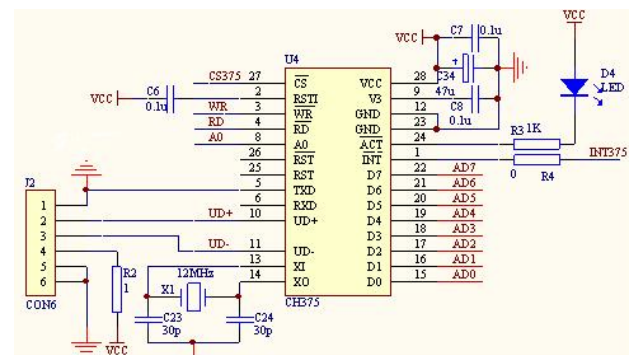 VCC
C7 0.1u
VCC
U4
C34
47u
C8
0.1u
D4
LED
C6
0.1u
VCC
CS375 27 CS VCC 28
2 RSTI V3 9
WR 3 WR GND 12
RD 4 RD GND 23
A0 8 A0 ACT 24
26 RST INT 1
25 RST D7 22 AD7
5 TXD D6 21 AD6
6 RXD D5 20 AD5
UD+ 10 UD+ D4 19 AD4
D3 18 AD3
UD- 11 UD- D2 17 AD2
13 XI D1 16 AD1
14 XO D0 15 AD0
CH375
R3 1K
INT375
0 R4
J2
1
2
3
4
5
6
CON6
R2
1
VCC
X1 12MHz
C23
30p
C24
30p